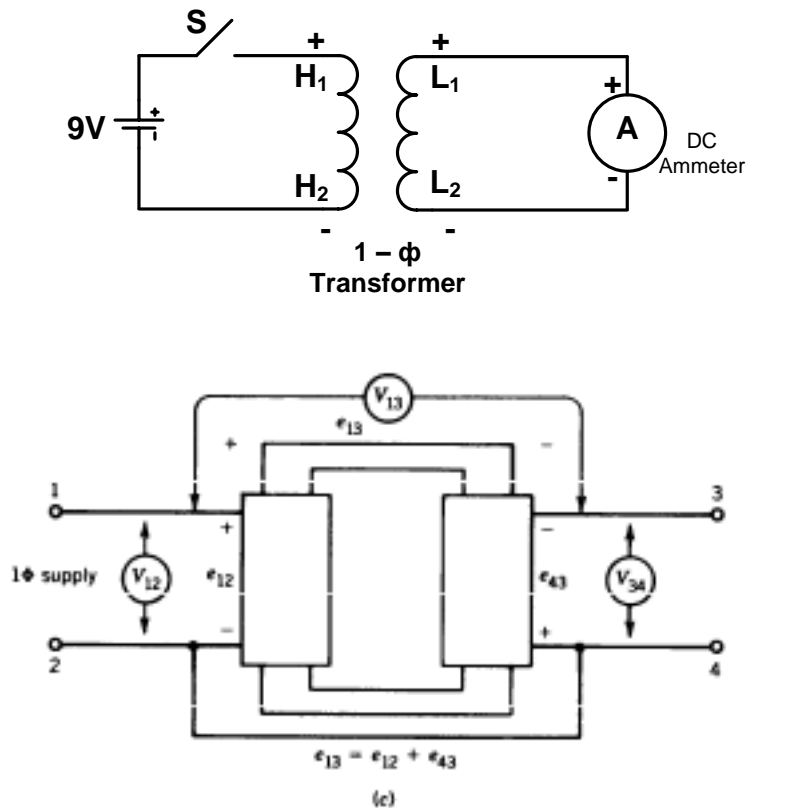 S
+
+
H₁
L₁
+
9V
+
-
A
DC
Ammeter
H₂
L₂
-
-
-
1 – ф
Transformer
V₁₃
e₁₃
+
−
1
3
+
−
1Φ supply
V₁₂
e₁₂
e₄₃
V₃₄
−
+
2
4
e₁₃ = e₁₂ + e₄₃
(c)